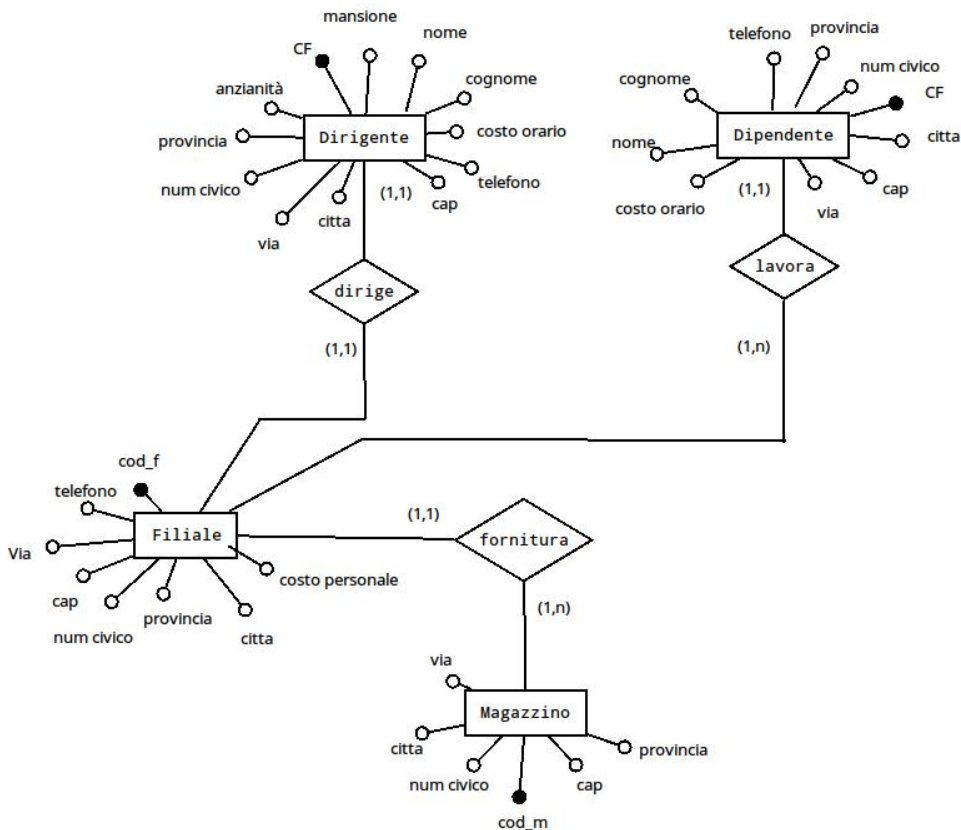 mansione
CF
nome
anzianità
cognome
provincia
Dirigente
costo orario
num civico
telefono
via
citta
(1,1)
cap
dirige
(1,1)
telefono
provincia
cognome
num civico
CF
Dipendente
nome
citta
costo orario
(1,1)
via
cap
lavora
(1,n)
cod_f
telefono
Via
Filiale
cap
num civico
provincia
citta
costo personale
(1,1)
fornitura
(1,n)
via
Magazzino
citta
num civico
cod_m
cap
provincia